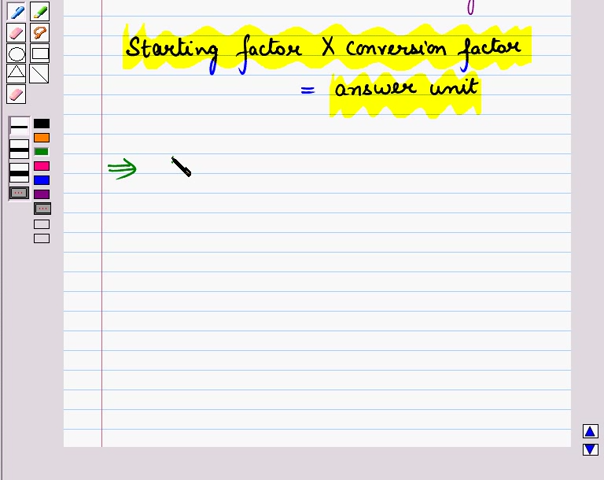 Starting factor X conversion factor
= answer unit
⇒